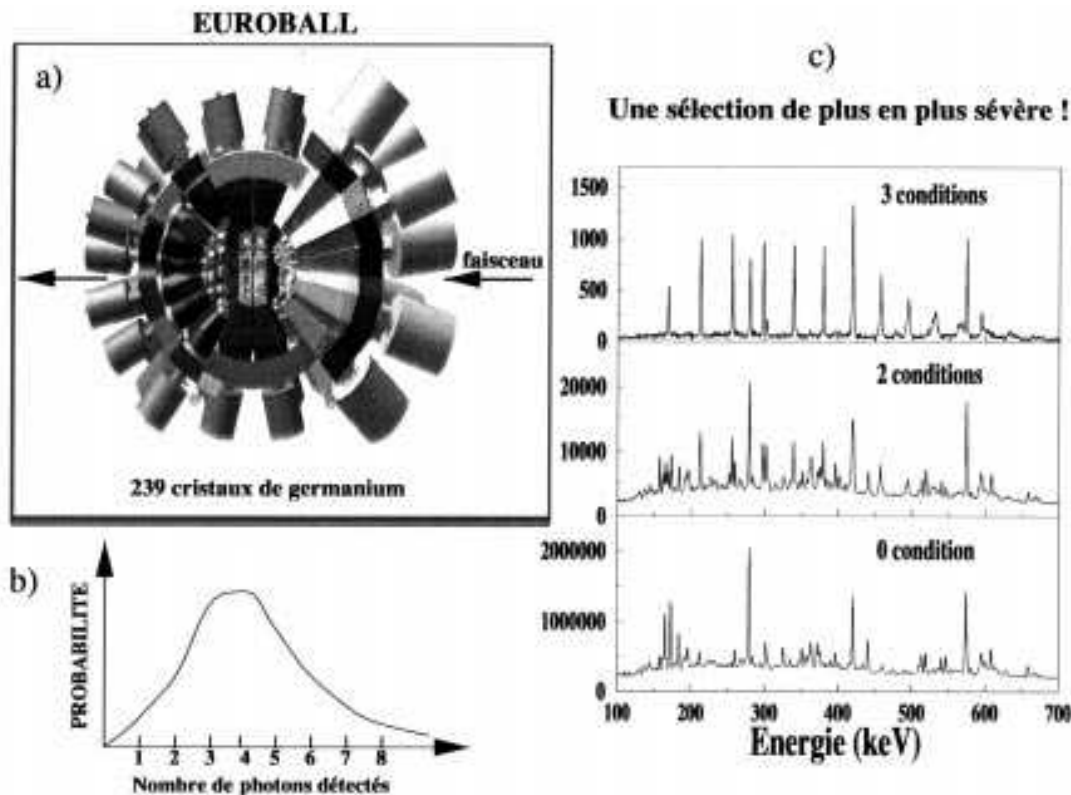 EUROBALL
a)
faisceau
239 cristaux de germanium
b)
PROBABILITE
1 2 3 4 5 6 7 8
Nombre de photons détectés
c)
Une sélection de plus en plus sévère !
1500
3 conditions
1000
500
0
20000
2 conditions
10000
0
2000000
0 condition
1000000
0
100 200 300 400 500 600 700
Energie (keV)